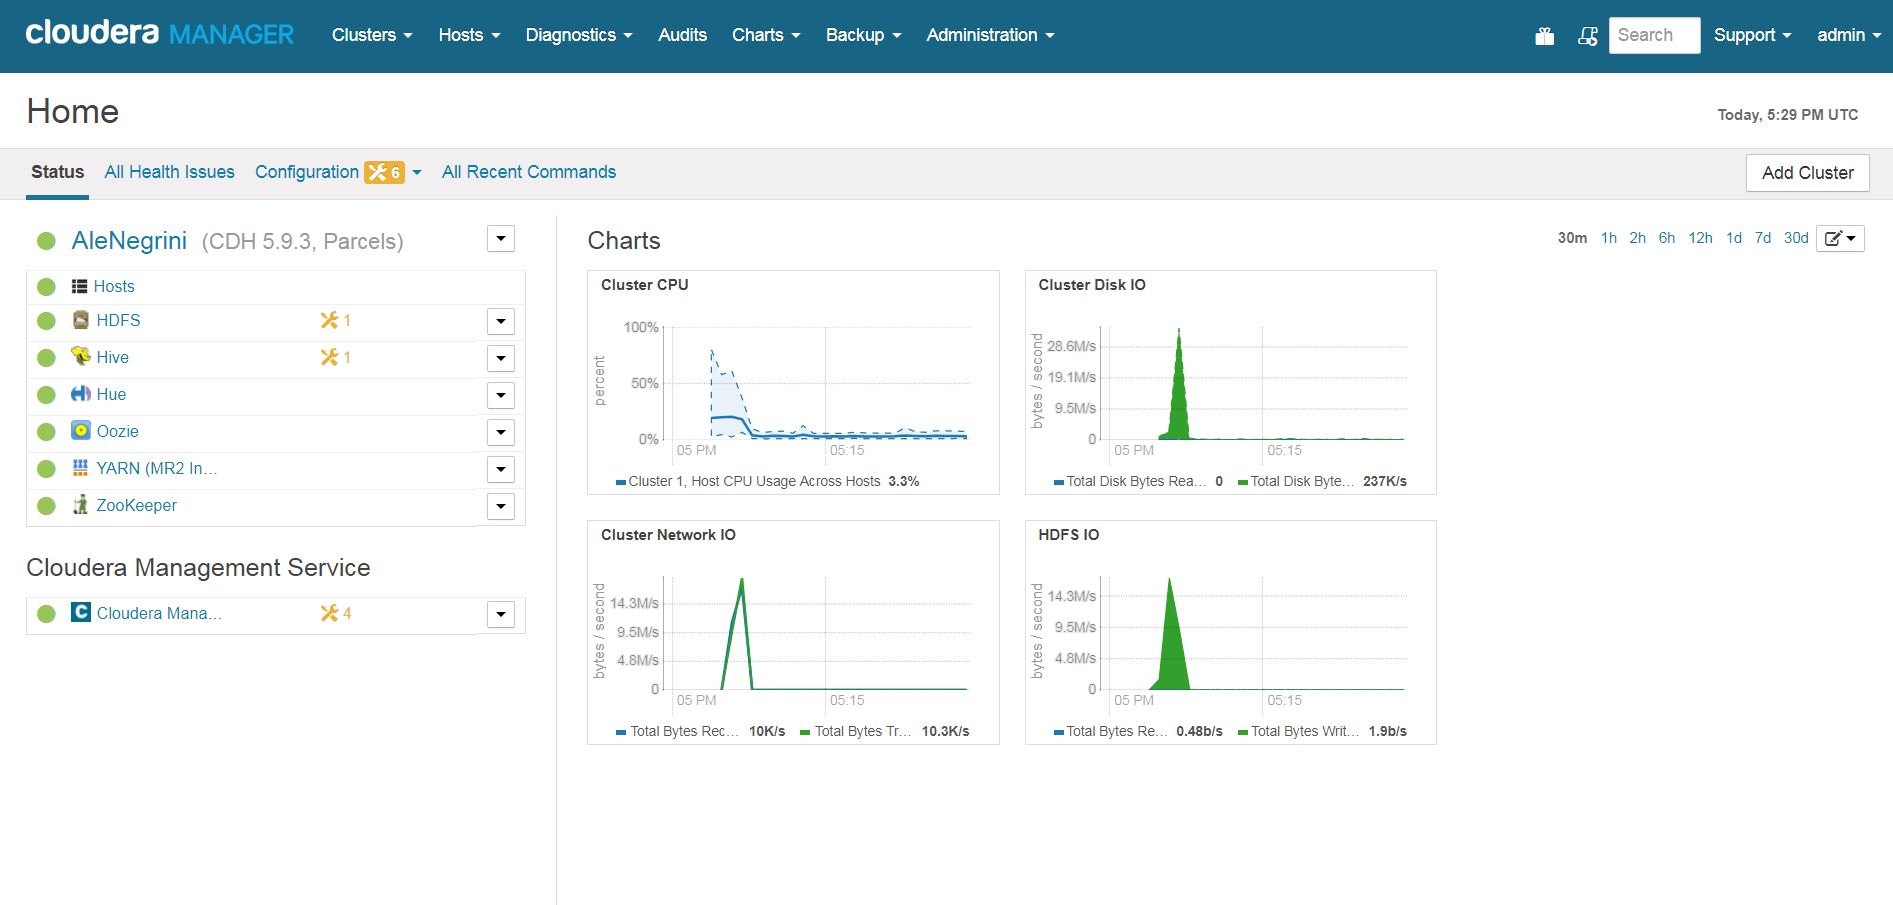 cloudera MANAGER Clusters Hosts Diagnostics Audits Charts Backup Administration Search Support admin
Home
Today, 5:29 PM UTC
Status All Health Issues Configuration 6 All Recent Commands Add Cluster
AleNegrini (CDH 5.9.3, Parcels)
Hosts
HDFS 1
Hive 1
Hue
Oozie
YARN (MR2 In...
ZooKeeper
Cloudera Management Service
C Cloudera Mana... 4
Charts
30m 1h 2h 6h 12h 1d 7d 30d
Cluster CPU
percent
100%
50%
0%
05 PM 05:15
Cluster 1, Host CPU Usage Across Hosts 3.3%
Cluster Disk IO
bytes / second
28.6M/s
19.1M/s
9.5M/s
0
05 PM 05:15
Total Disk Bytes Rea... 0 Total Disk Byte... 237K/s
Cluster Network IO
bytes / second
14.3M/s
9.5M/s
4.8M/s
0
05 PM 05:15
Total Bytes Rec... 10K/s Total Bytes Tr... 10.3K/s
HDFS IO
bytes / second
14.3M/s
9.5M/s
4.8M/s
0
05 PM 05:15
Total Bytes Re... 0.48b/s Total Bytes Writ... 1.9b/s